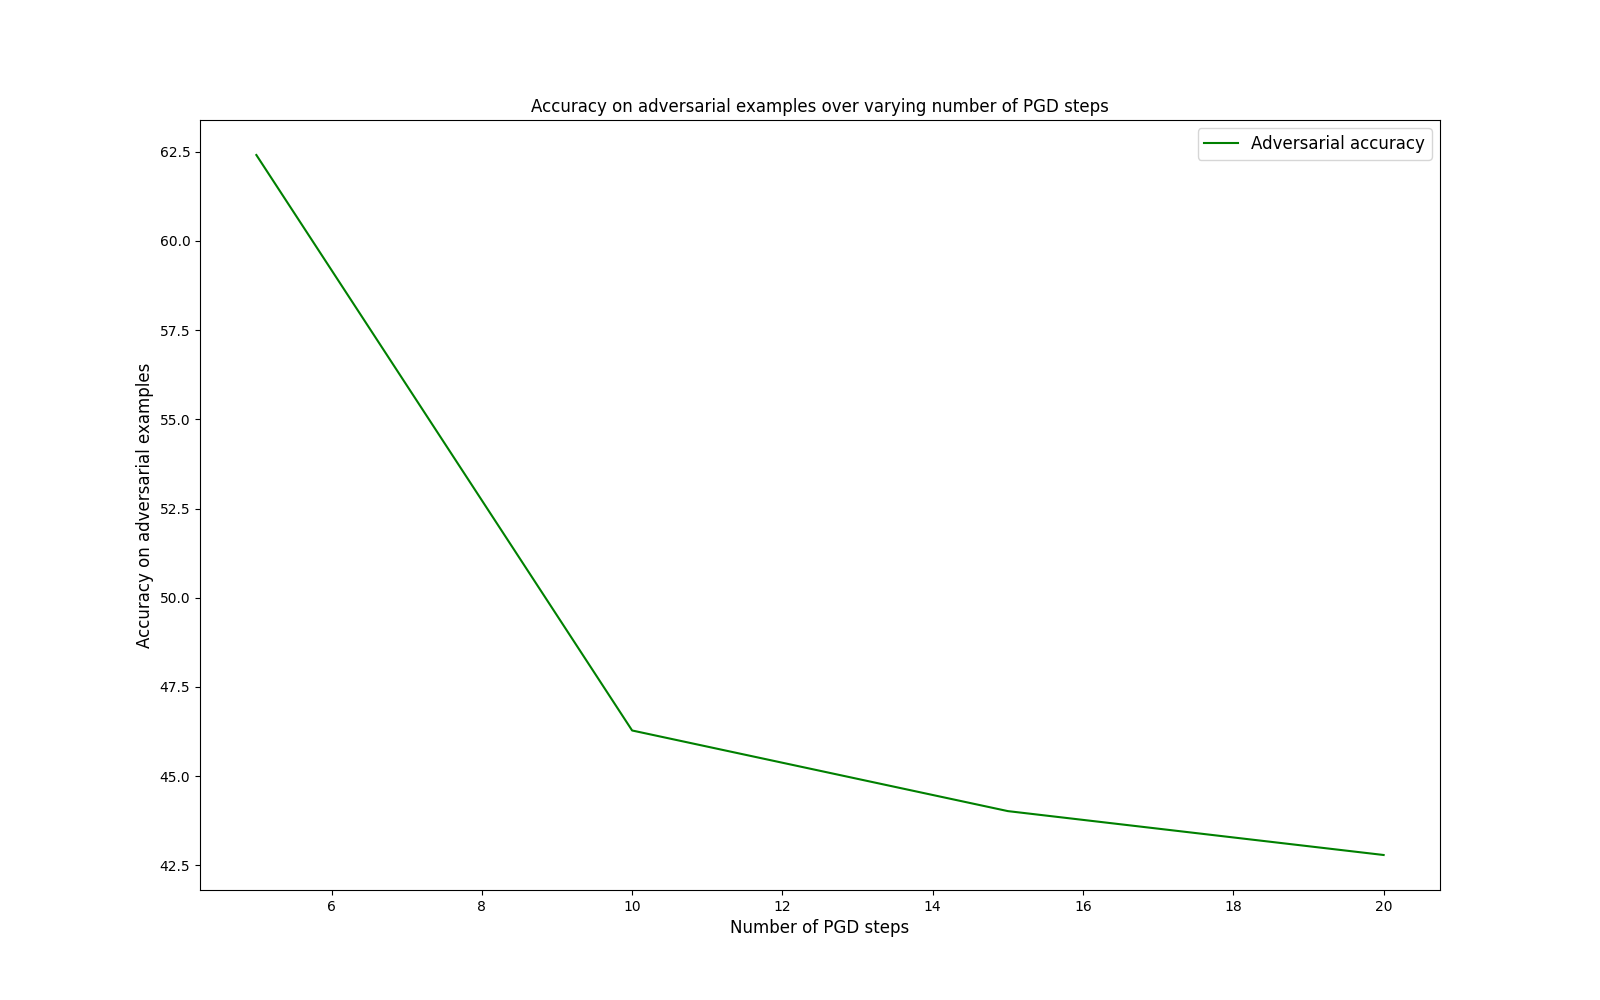 Accuracy on adversarial examples over varying number of PGD steps
Adversarial accuracy
Accuracy on adversarial examples
62.5
60.0
57.5
55.0
52.5
50.0
47.5
45.0
42.5
6 8 10 12 14 16 18 20
Number of PGD steps